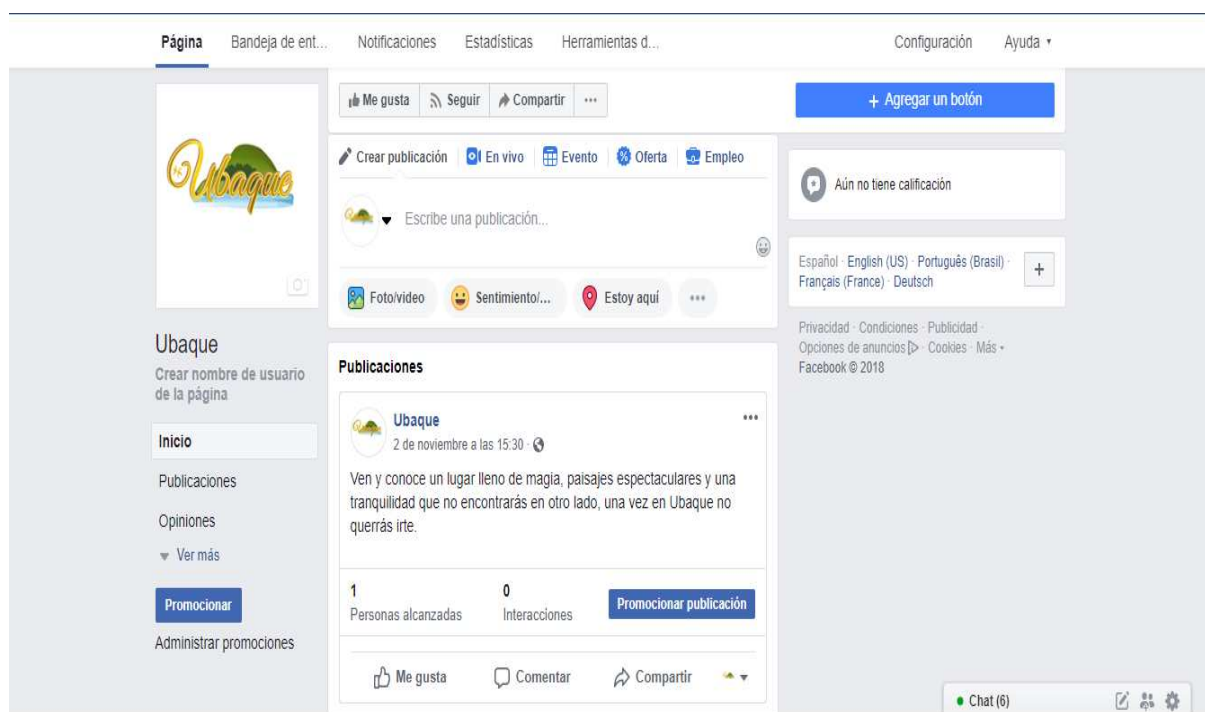 Página Bandeja de ent... Notificaciones Estadísticas Herramientas d... Configuración Ayuda
Ubaque
Ubaque
Crear nombre de usuario
de la página
Inicio
Publicaciones
Opiniones
Ver más
Promocionar
Administrar promociones
Me gusta Seguir Compartir ...
+ Agregar un botón
Crear publicación En vivo Evento Oferta Empleo
Escribe una publicación...
Foto/video Sentimiento/... Estoy aquí ...
Publicaciones
Ubaque
2 de noviembre a las 15:30 ·
Ven y conoce un lugar lleno de magia, paisajes espectaculares y una
tranquilidad que no encontrarás en otro lado, una vez en Ubaque no
querrás irte.
1 0
Personas alcanzadas Interacciones
Promocionar publicación
Me gusta Comentar Compartir
Aún no tiene calificación
Español · English (US) · Português (Brasil) ·
Français (France) · Deutsch
+
Privacidad · Condiciones · Publicidad ·
Opciones de anuncios · Cookies · Más
Facebook © 2018
Chat (6)